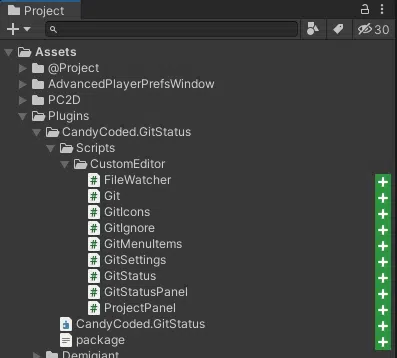 Project
30
Assets
@Project
AdvancedPlayerPrefsWindow
PC2D
Plugins
CandyCoded.GitStatus
Scripts
CustomEditor
FileWatcher
Git
GitIcons
GitIgnore
GitMenuItems
GitSettings
GitStatus
GitStatusPanel
ProjectPanel
CandyCoded.GitStatus
package
Demigiant